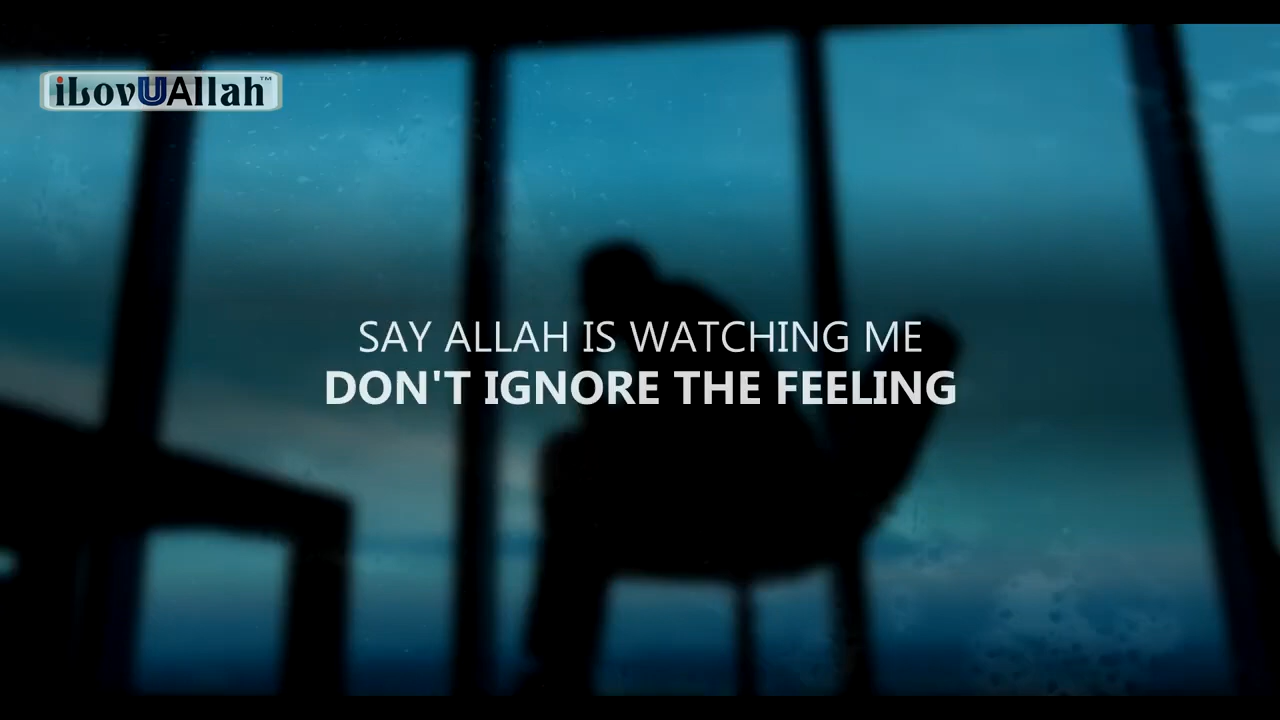 iLovUAllah™
SAY ALLAH IS WATCHING ME
DON'T IGNORE THE FEELING